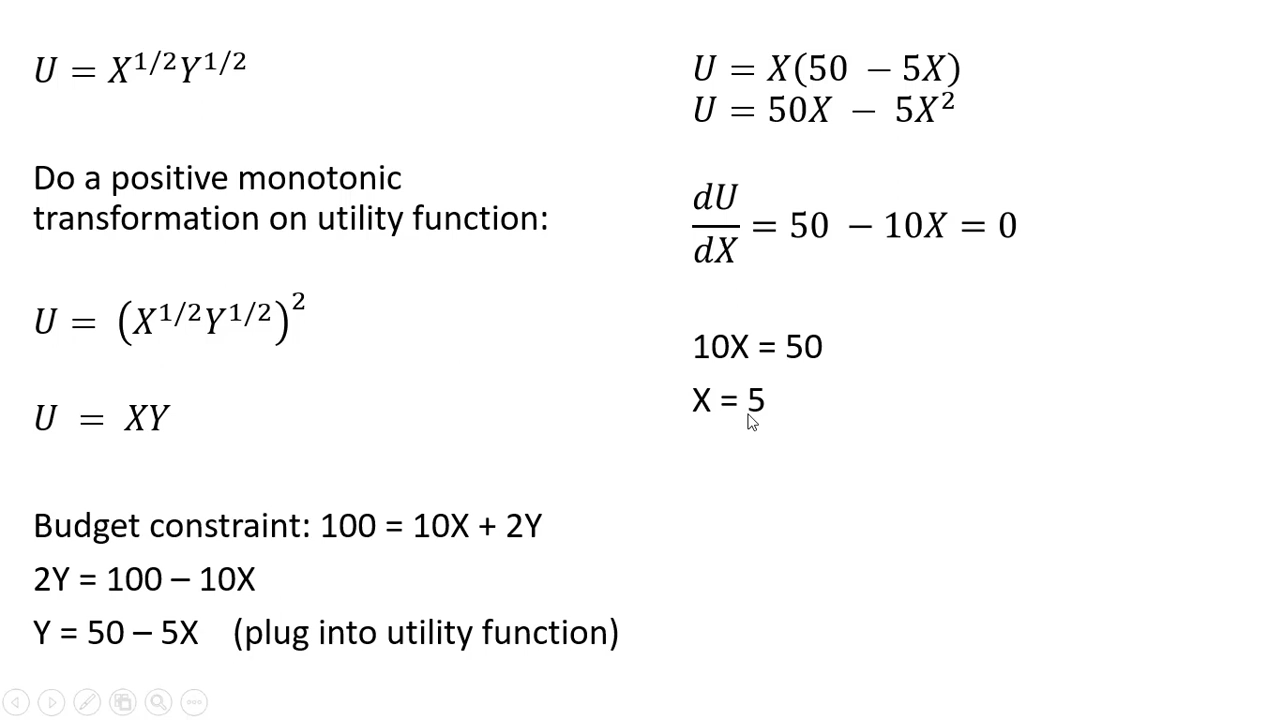 U = X^{1/2}Y^{1/2}
Do a positive monotonic
transformation on utility function:
U = (X^{1/2}Y^{1/2})^2
U = XY
Budget constraint: 100 = 10X + 2Y
2Y = 100 – 10X
Y = 50 – 5X (plug into utility function)
U = X(50 − 5X)
U = 50X − 5X^2
dU/dX = 50 − 10X = 0
10X = 50
X = 5